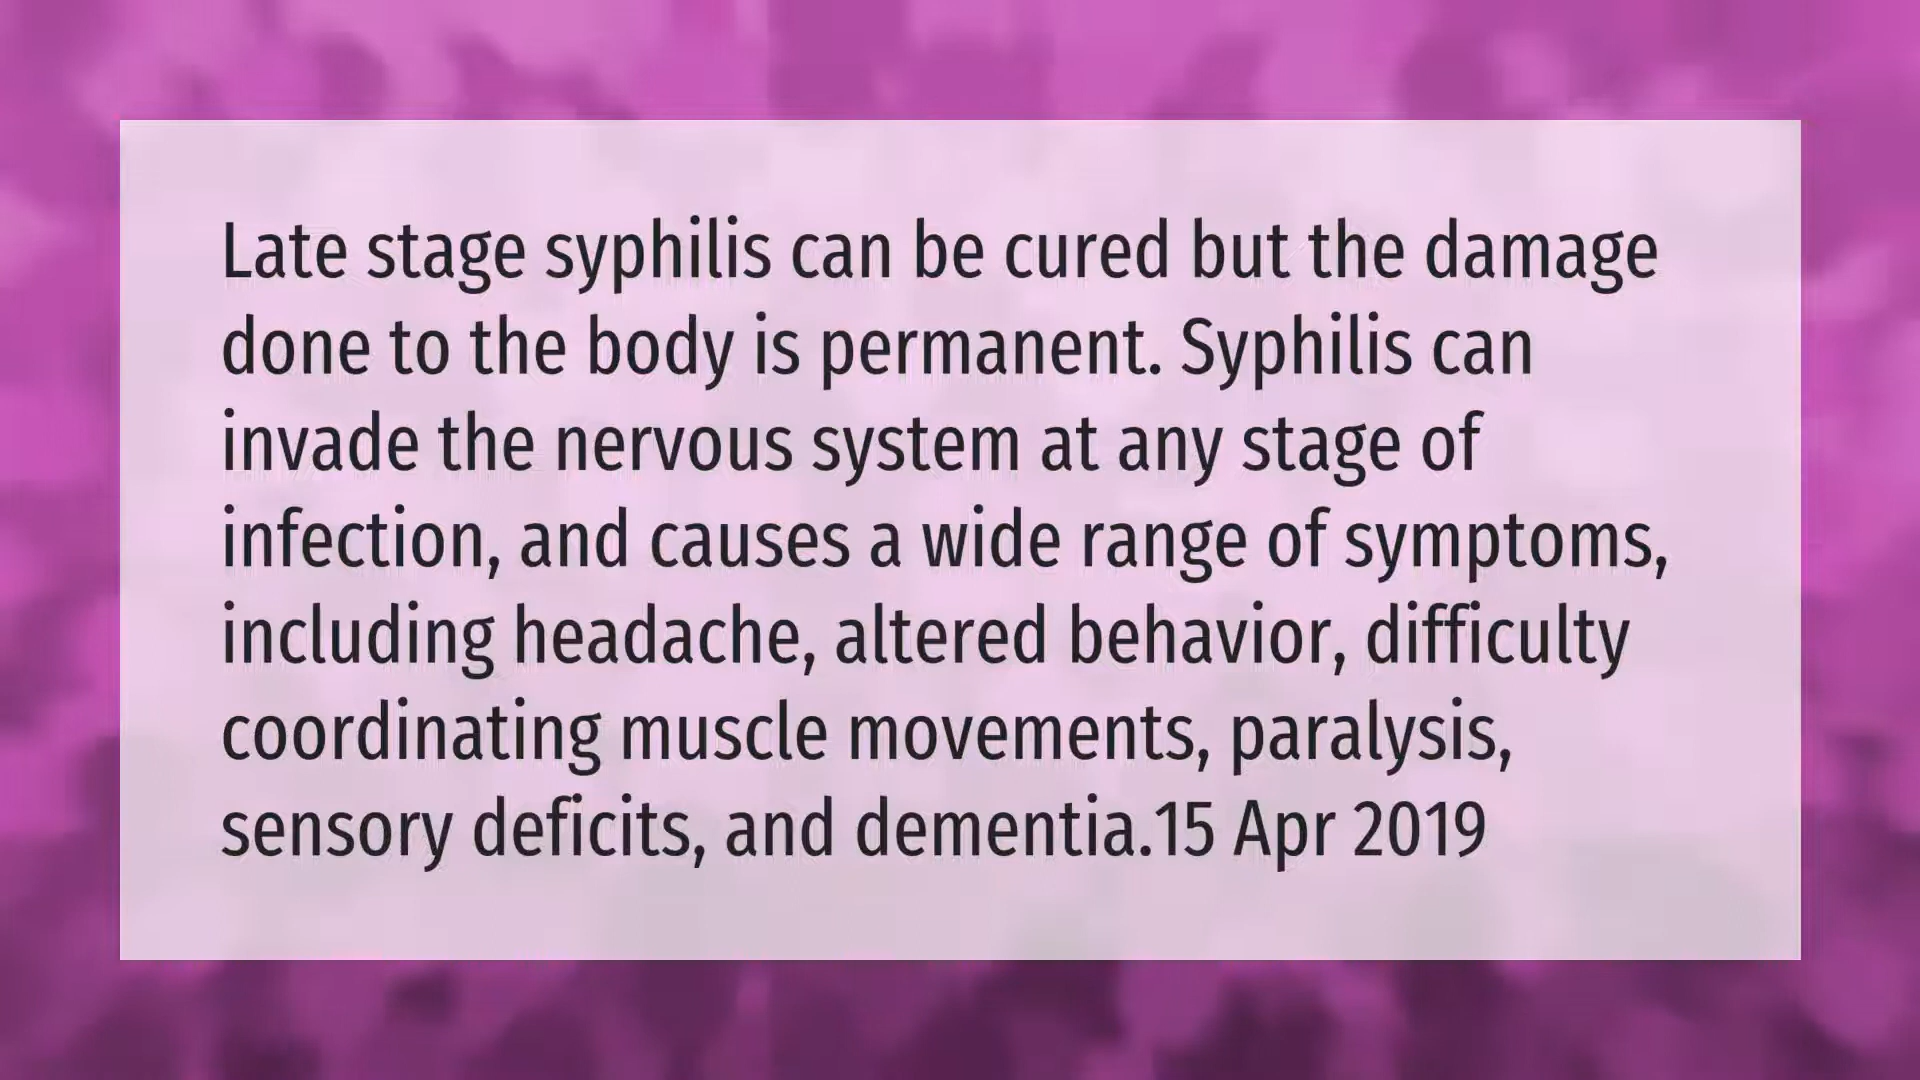 Late stage syphilis can be cured but the damage
done to the body is permanent. Syphilis can
invade the nervous system at any stage of
infection, and causes a wide range of symptoms,
including headache, altered behavior, difficulty
coordinating muscle movements, paralysis,
sensory deficits, and dementia.15 Apr 2019